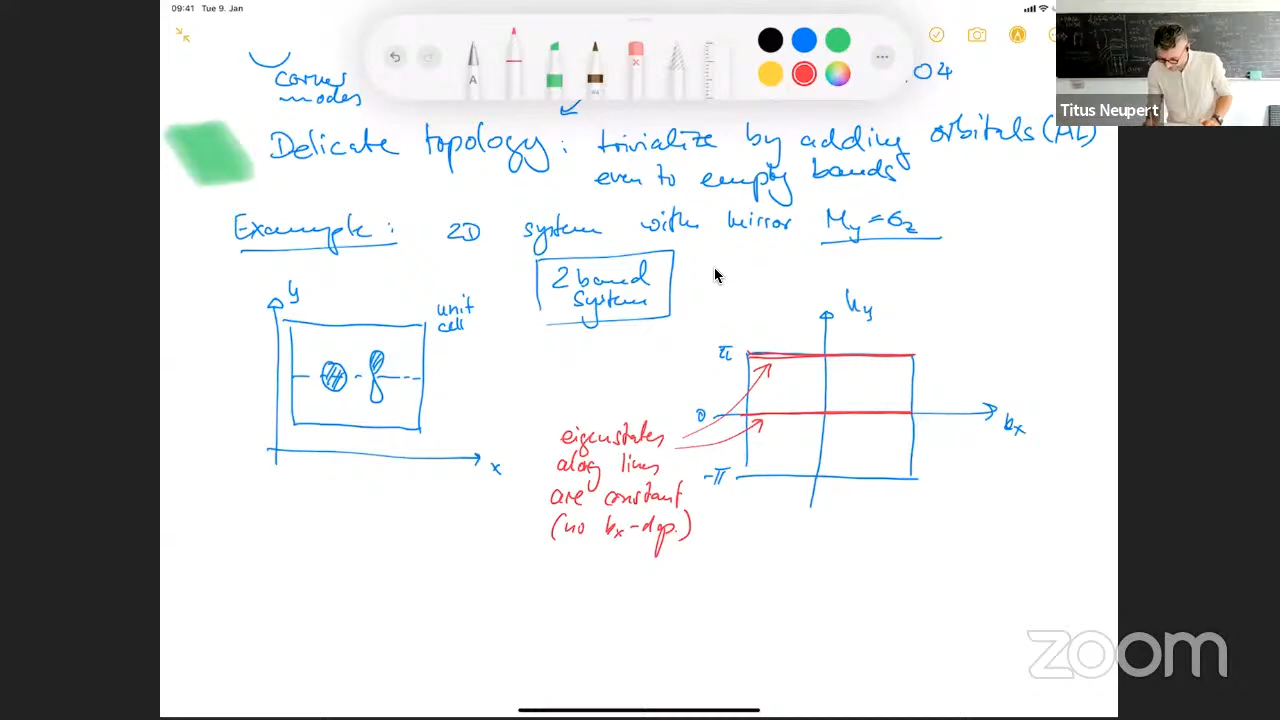 09:41 Tue 9. Jan
corner
modes
.04
Titus Neupert
Delicate topology: trivialize by adding orbitals (AL)
even to empty bands
Example: 2D system with mirror My = σz
2 band
system
y
unit
cell
x
ky
π
0
-π
kx
eigenstates
along lines
are constant
(no kx-dep.)
zoom